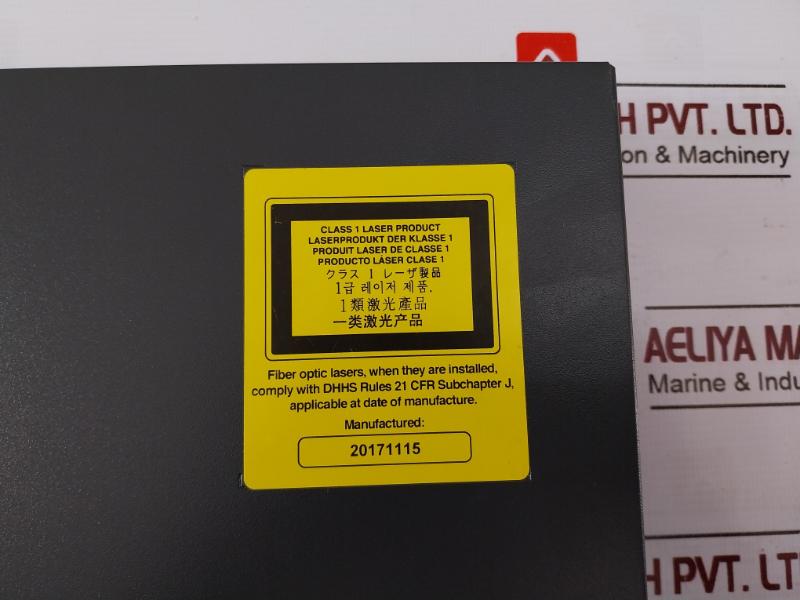 CLASS 1 LASER PRODUCT
LASERPRODUKT DER KLASSE 1
PRODUIT LASER DE CLASSE 1
PRODUCTO LÁSER CLASE 1
クラス 1 レーザ製品
1급 레이저 제품.
1類激光產品
一类激光产品
Fiber optic lasers, when they are installed,
comply with DHHS Rules 21 CFR Subchapter J,
applicable at date of manufacture.
Manufactured:
20171115
H PVT. LTD.
on & Machinery
AELIYA MA
Marine & Indu
H PVT. LTD